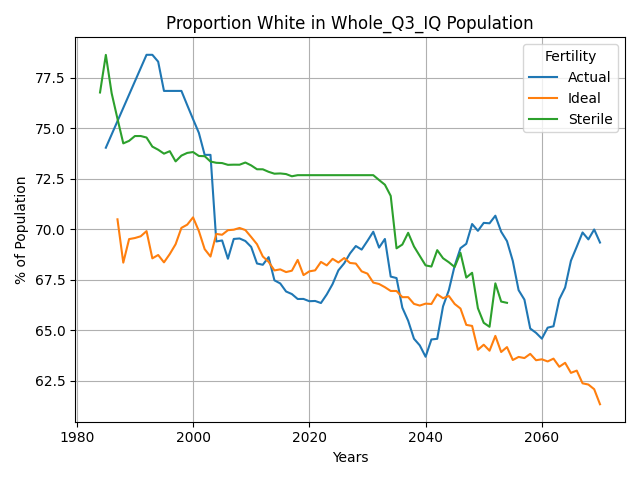 Proportion White in Whole_Q3_IQ Population
Fertility
Actual
Ideal
Sterile
% of Population
77.5
75.0
72.5
70.0
67.5
65.0
62.5
1980
2000
2020
2040
2060
Years